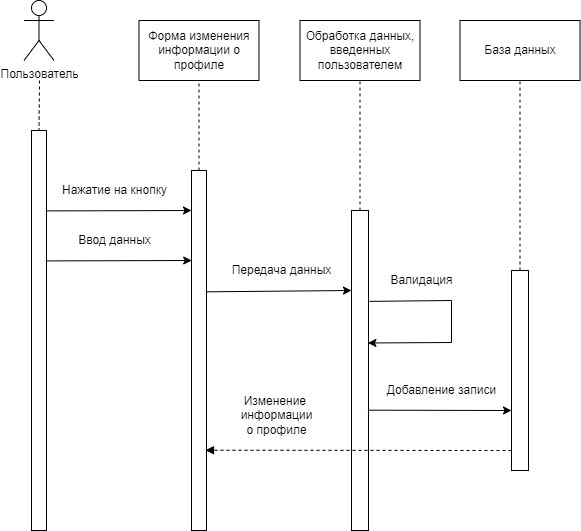 Пользователь
Форма изменения
информации о
профиле
Обработка данных,
введенных
пользователем
База данных
Нажатие на кнопку
Ввод данных
Передача данных
Валидация
Добавление записи
Изменение
информации
о профиле